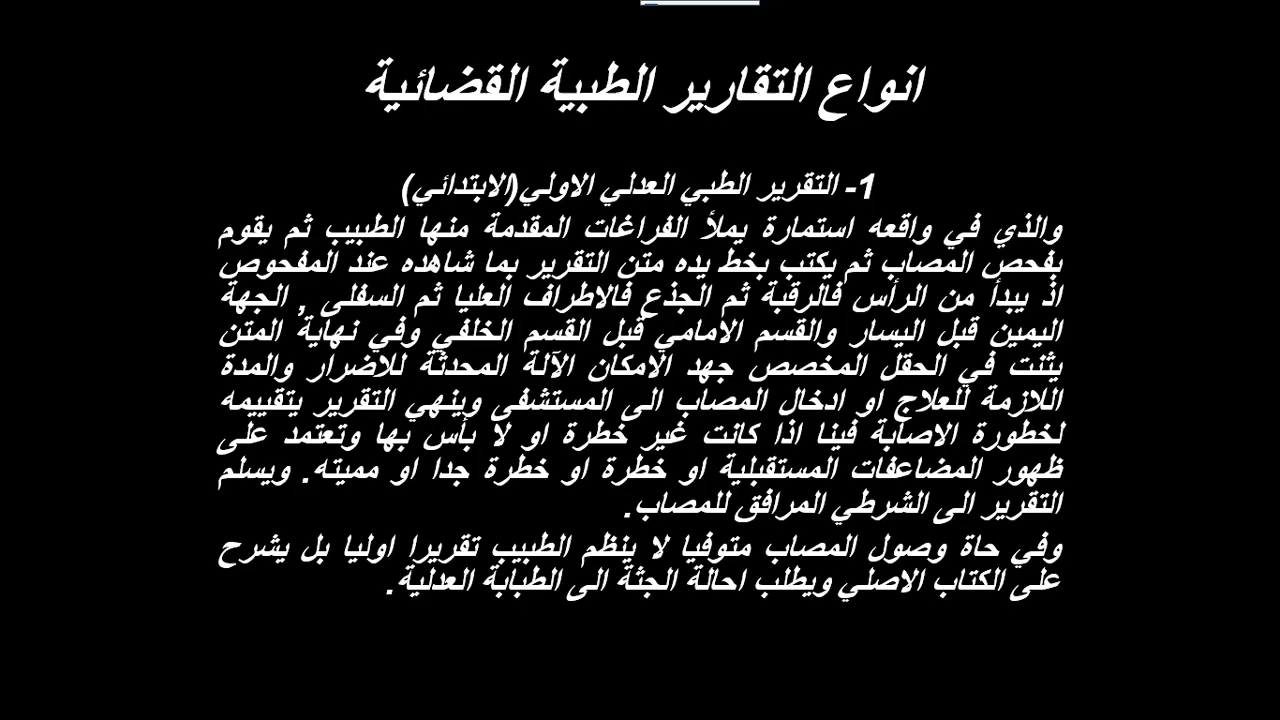 انواع التقارير الطبية القضائية
1- التقرير الطبي العدلي الاولي(الابتدائي)
والذي في واقعه استمارة يملأ الفراغات المقدمة منها الطبيب ثم يقوم
بفحص المصاب ثم يكتب بخط يده متن التقرير بما شاهده عند المفحوص
اذ يبدأ من الرأس فالرقبة ثم الجذع فالاطراف العليا ثم السفلى , الجهة
اليمين قبل اليسار والقسم الامامي قبل القسم الخلفي وفي نهاية المتن
يثنت في الحقل المخصص جهد الامكان الآلة المحدثة للاضرار والمدة
اللازمة للعلاج او ادخال المصاب الى المستشفى وينهي التقرير يتقييمه
لخطورة الاصابة فينا اذا كانت غير خطرة او لا بأس بها وتعتمد على
ظهور المضاعفات المستقبلية او خطرة او خطرة جدا او مميته. ويسلم
التقرير الى الشرطي المرافق للمصاب.
وفي حاة وصول المصاب متوفيا لا ينظم الطبيب تقريرا اوليا بل يشرح
على الكتاب الاصلي ويطلب احالة الجثة الى الطبابة العدلية.